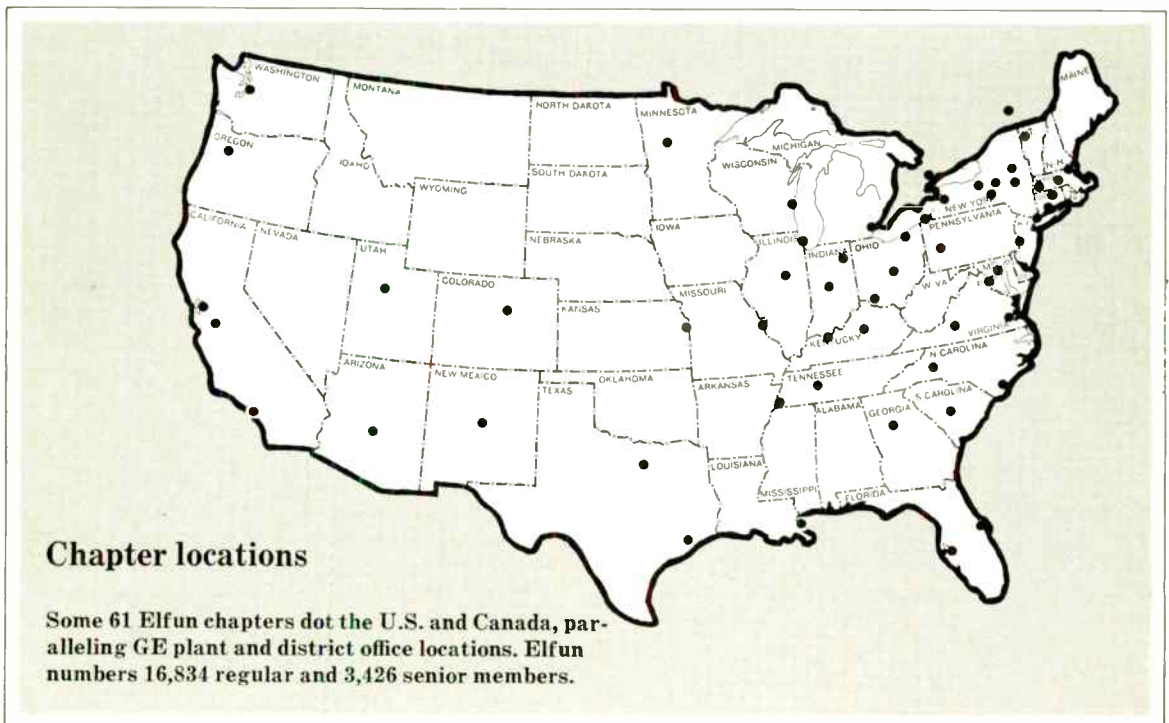 WASHINGTON
MONTANA
NORTH DAKOTA
MINNESOTA
MAINE
OREGON
IDAHO
MICHIGAN
WISCONSIN
N.H.
SOUTH DAKOTA
WYOMING
NEW YORK
CALIFORNIA
NEVADA
IOWA
PENNSYLVANIA
UTAH
NEBRASKA
ILLINOIS
INDIANA
OHIO
COLORADO
MISSOURI
W. VA.
KANSAS
VIRGINIA
KENTUCKY
N CAROLINA
ARIZONA
NEW MEXICO
OKLAHOMA
TEXAS
ARKANSAS
TENNESSEE
S CAROLINA
ALABAMA
GEORGIA
LOUISIANA
MISSISSIPPI
FLORIDA
Chapter locations
Some 61 Elfun chapters dot the U.S. and Canada, par-
alleling GE plant and district office locations. Elfun
numbers 16,834 regular and 3,426 senior members.